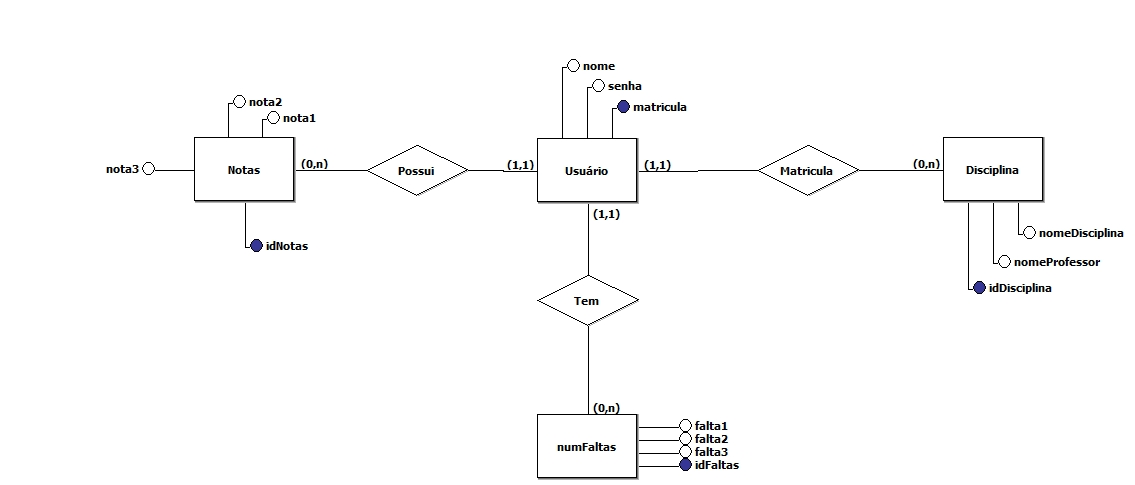 nome
senha
matricula
nota2
nota1
nota3
Notas
(0,n)
Possui
(1,1)
Usuário
(1,1)
Matricula
(0,n)
Disciplina
(1,1)
nomeDisciplina
idNotas
nomeProfessor
idDisciplina
Tem
(0,n)
falta1
falta2
numFaltas
falta3
idFaltas